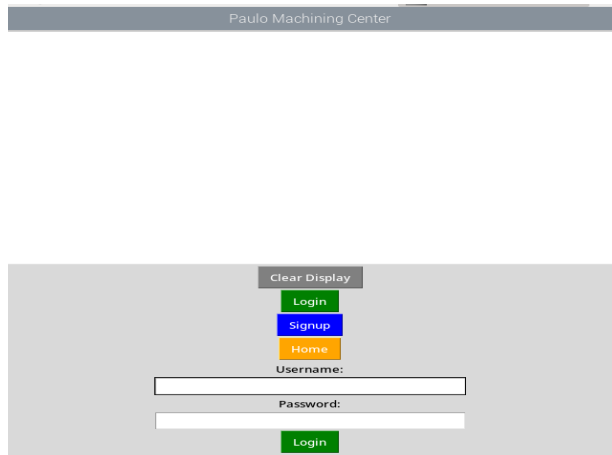 Paulo Machining Center
Clear Display
Login
Signup
Home
Username:
Password:
Login